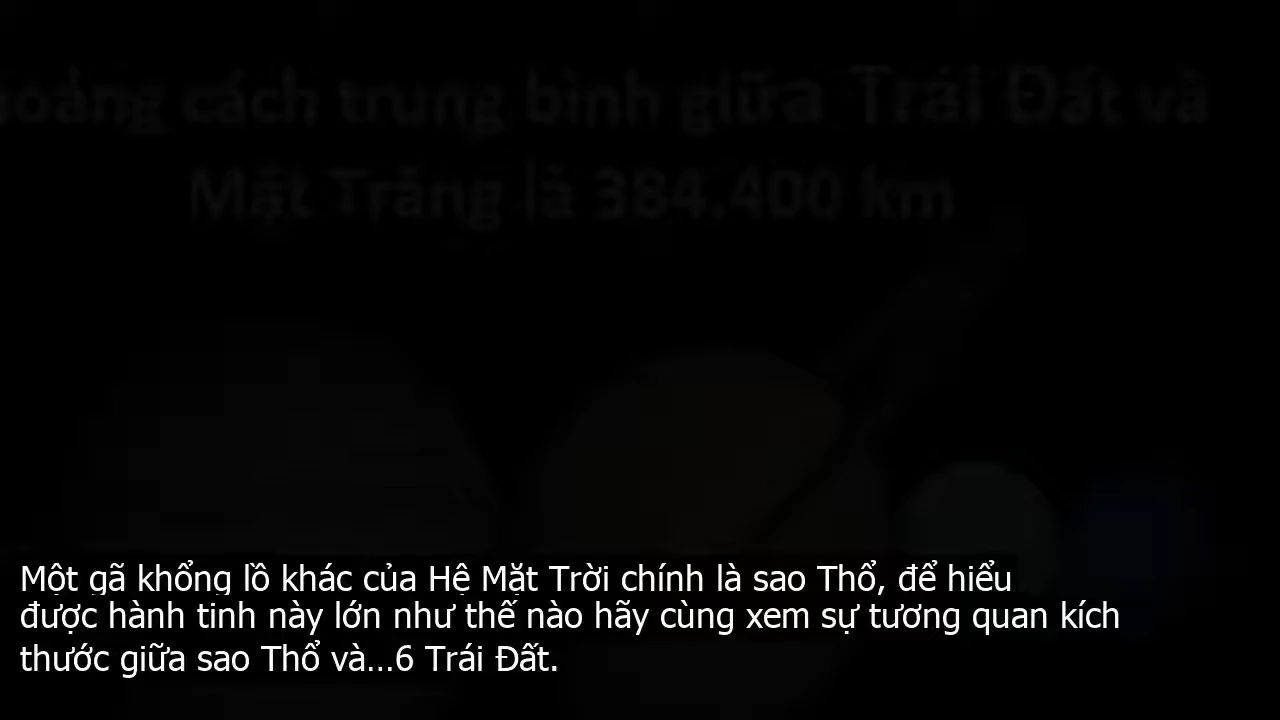 cách trung bình giữa Trái Đất và
Mặt Trăng là 384.400 km
Một gã khổng lồ khác của Hệ Mặt Trời chính là sao Thổ, để hiểu
được hành tinh này lớn như thế nào hãy cùng xem sự tương quan kích
thước giữa sao Thổ và...6 Trái Đất.